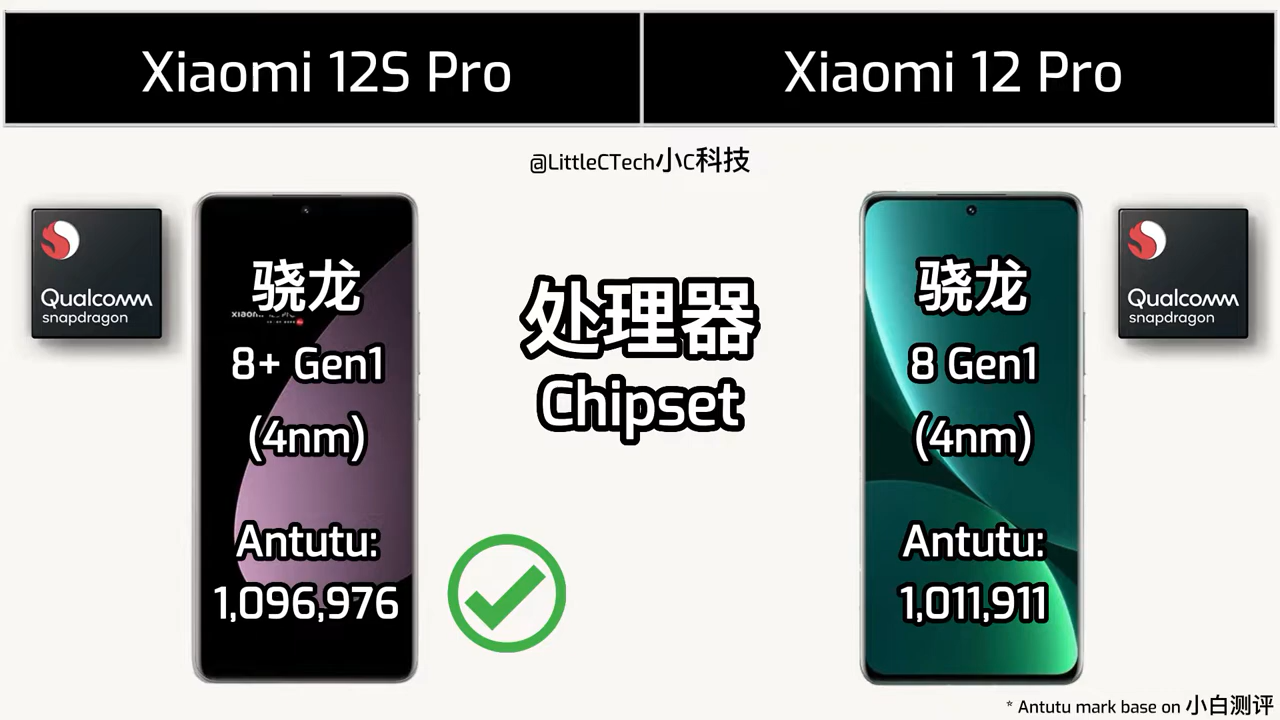 Xiaomi 12S Pro
Xiaomi 12 Pro
@LittleCTech小C科技
Qualcomm
snapdragon
骁龙
8+ Gen1
(4nm)
Antutu:
1,096,976
处理器
Chipset
骁龙
8 Gen1
(4nm)
Antutu:
1,011,911
Qualcomm
snapdragon
* Antutu mark base on 小白测评